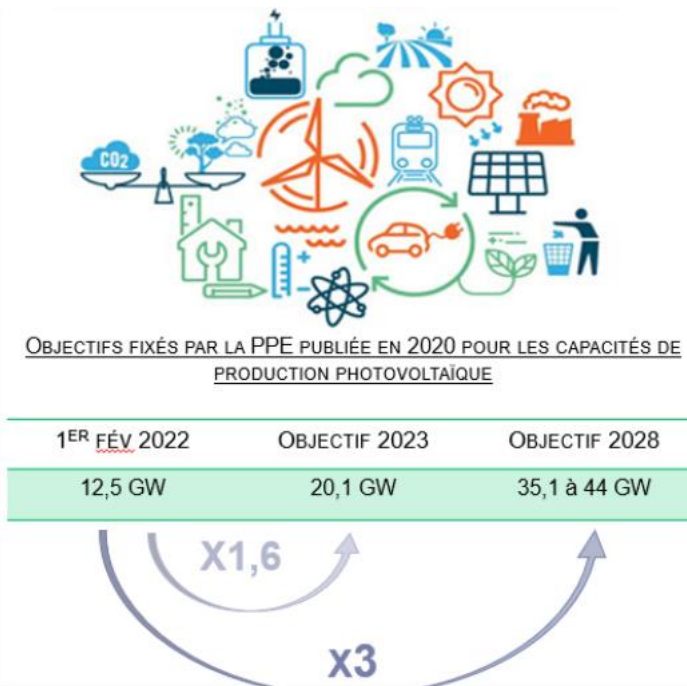 CO2
OBJECTIFS FIXÉS PAR LA PPE PUBLIÉE EN 2020 POUR LES CAPACITÉS DE
PRODUCTION PHOTOVOLTAÏQUE
1ER FÉV 2022 OBJECTIF 2023 OBJECTIF 2028
12,5 GW 20,1 GW 35,1 à 44 GW
X1,6
x3